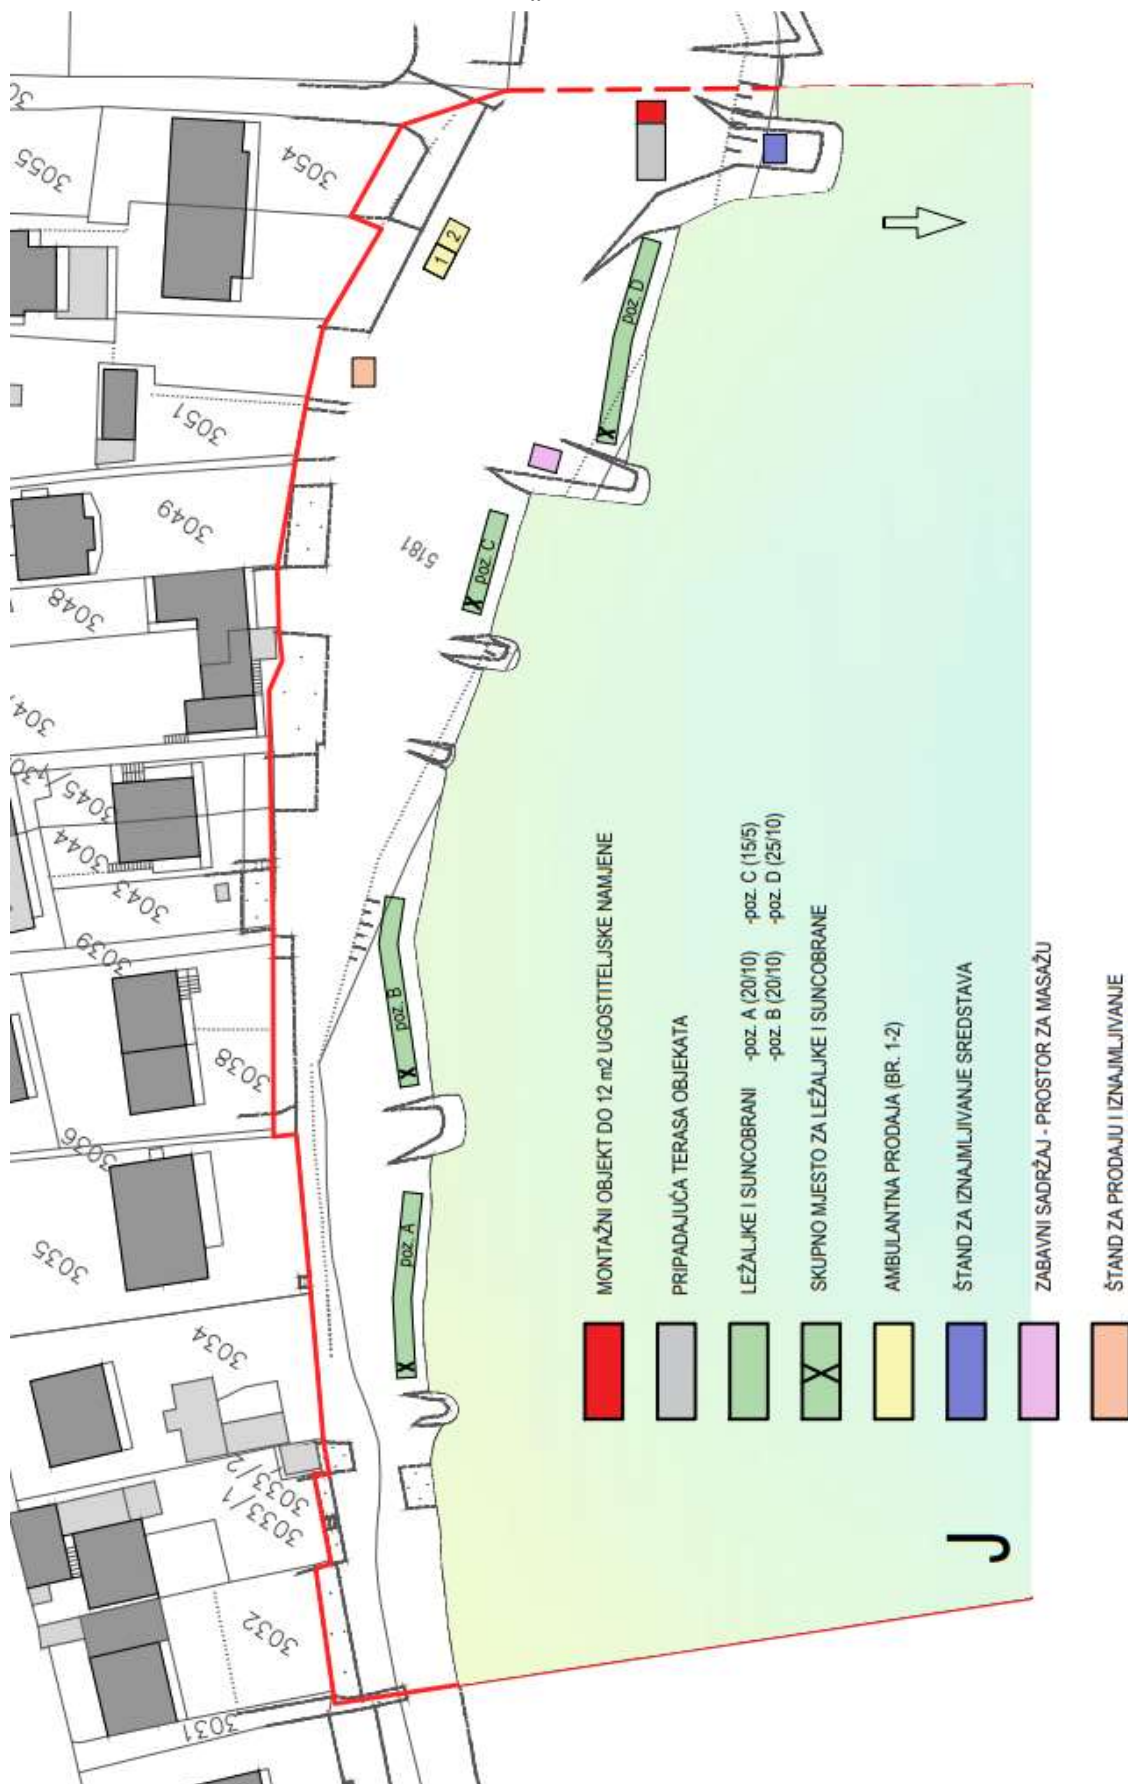 3055
3054
3051
3049
3048
3045/1
3044
3043
3039
3038
3036
3035
3034
3033/2
3033/1
3032
3031
5181
1 2
poz. D
poz. C
poz. B
poz. A
X
X
X
X
J
MONTAŽNI OBJEKT DO 12 m2 UGOSTITELJSKE NAMJENE
PRIPADAJUĆA TERASA OBJEKATA
LEŽALJKE I SUNCOBRANI -poz. A (20/10) -poz. C (15/5)
-poz. B (20/10) -poz. D (25/10)
X SKUPNO MJESTO ZA LEŽALJKE I SUNCOBRANE
AMBULANTNA PRODAJA (BR. 1-2)
ŠTAND ZA IZNAJMLJIVANJE SREDSTAVA
ZABAVNI SADRŽAJ - PROSTOR ZA MASAŽU
ŠTAND ZA PRODAJU I IZNAJMLJIVANJE